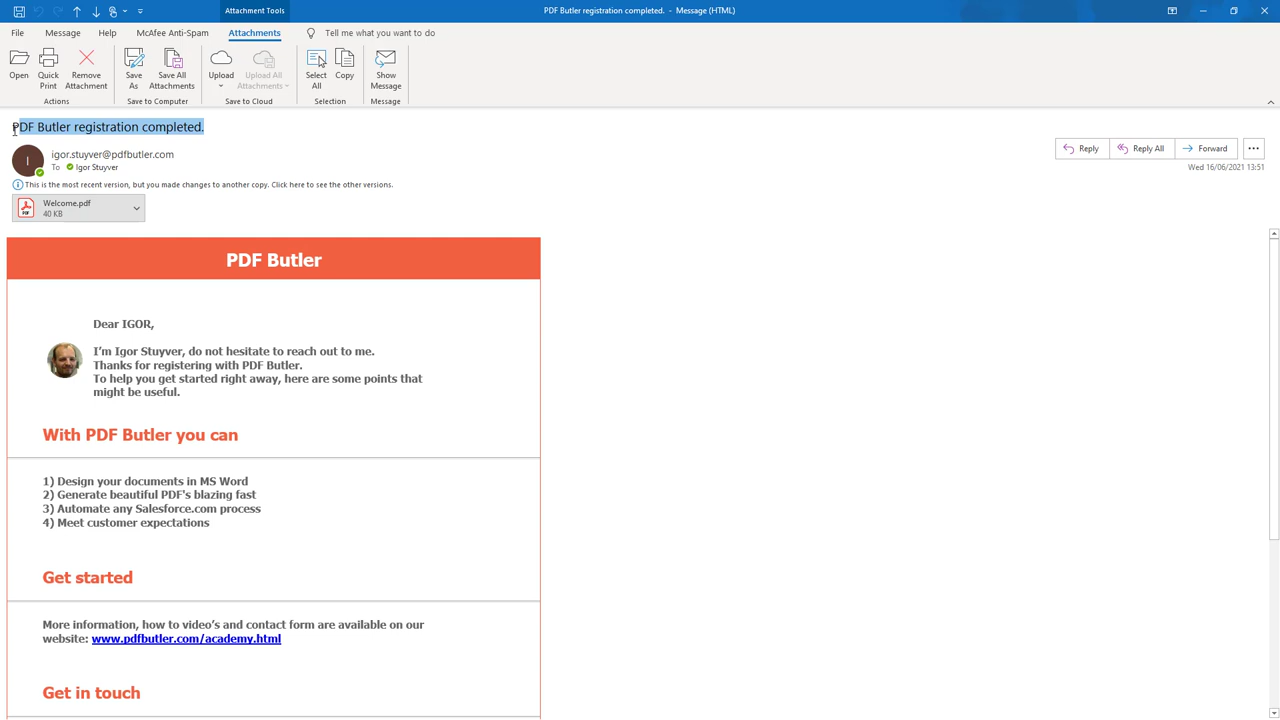 Attachment Tools
PDF Butler registration completed. - Message (HTML)
File Message Help McAfee Anti-Spam Attachments Tell me what you want to do
Open
Quick Print
Remove Attachment
Save As
Save All Attachments
Upload
Upload All Attachments
Select All
Copy
Show Message
Actions Save to Computer Save to Cloud Selection Message
PDF Butler registration completed.
I
igor.stuyver@pdfbutler.com
To Igor Stuyver
Reply Reply All Forward
Wed 16/06/2021 13:51
This is the most recent version, but you made changes to another copy. Click here to see the other versions.
PDF
Welcome.pdf
40 KB
PDF Butler
Dear IGOR,
I'm Igor Stuyver, do not hesitate to reach out to me.
Thanks for registering with PDF Butler.
To help you get started right away, here are some points that
might be useful.
With PDF Butler you can
1) Design your documents in MS Word
2) Generate beautiful PDF's blazing fast
3) Automate any Salesforce.com process
4) Meet customer expectations
Get started
More information, how to video's and contact form are available on our
website: www.pdfbutler.com/academy.html
Get in touch